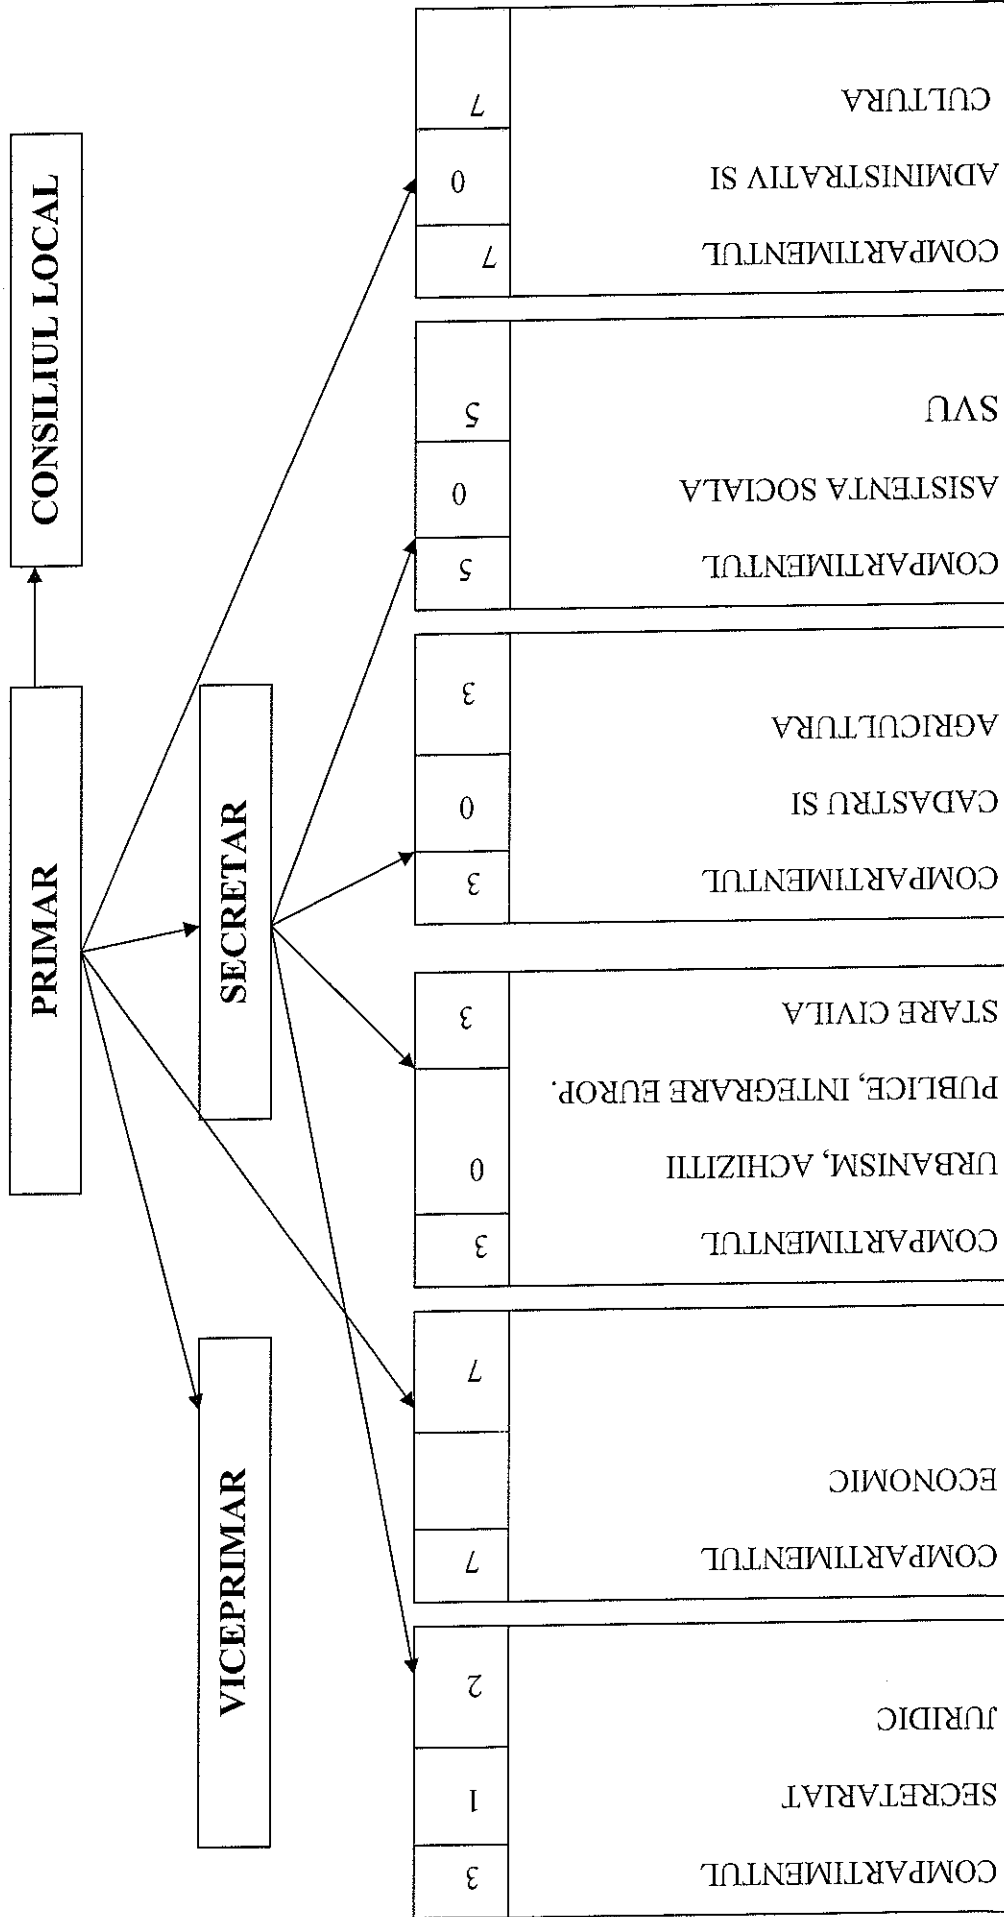 PRIMAR
CONSILIUL LOCAL
VICEPRIMAR
SECRETAR
3 1 2
COMPARTIMENTUL
SECRETARIAT
JURIDIC
7 7
COMPARTIMENTUL
ECONOMIC
3 0 3
COMPARTIMENTUL
URBANISM, ACHIZITII
PUBLICE, INTEGRARE EUROP.
STARE CIVILA
3 0 3
COMPARTIMENTUL
CADASTRU SI
AGRICULTURA
5 0 5
COMPARTIMENTUL
ASISTENTA SOCIALA
SVU
7 0 7
COMPARTIMENTUL
ADMINISTRATIV SI
CULTURA